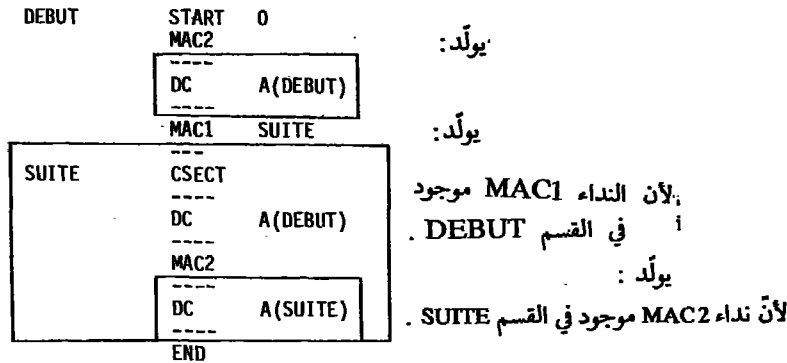 DEBUT START 0
MAC2 يولّد:
----
DC A(DEBUT)
----
MAC1 SUITE يولّد:
---
SUITE CSECT
---- لأن النداء MAC1 موجود
DC A(DEBUT) في القسم DEBUT .
----
MAC2 يولّد :
----
DC A(SUITE) لأنّ نداء MAC2 موجود في القسم SUITE .
----
END